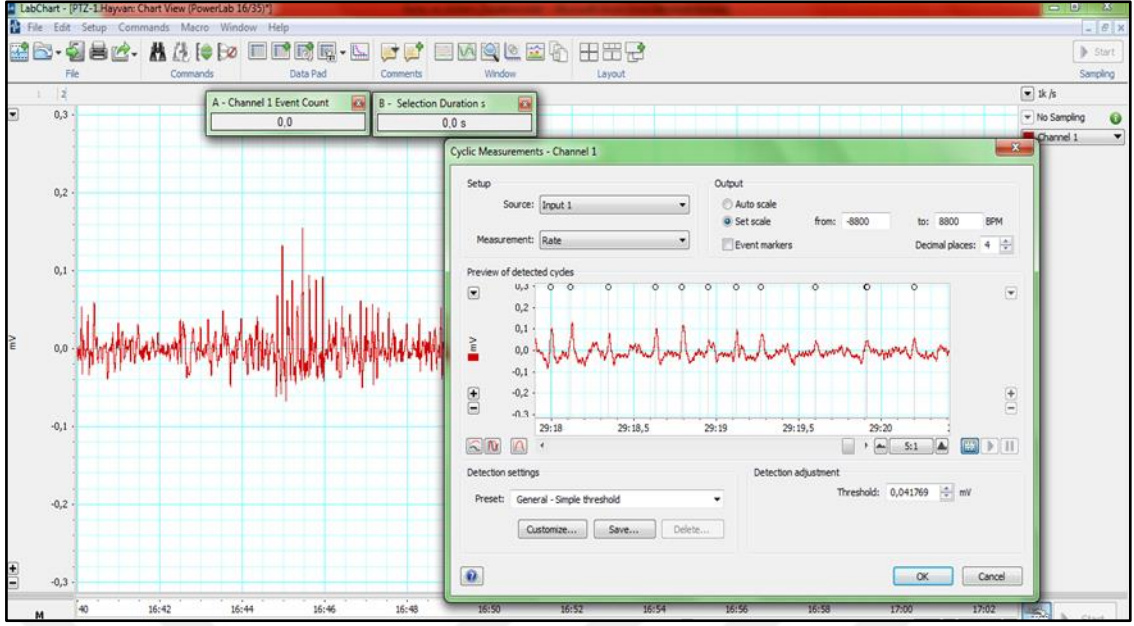 LabChart - [PTZ-1.Hayvan: Chart View (PowerLab 16/35)*]
File Edit Setup Commands Macro Window Help
Start
File Commands Data Pad Comments Window Layout Sampling
1 2
1k /s
A - Channel 1 Event Count
0,0
B - Selection Duration s
0,0 s
No Sampling
Channel 1
0,3
0,2
0,1
0,0
-0,1
-0,2
-0,3
mV
Cyclic Measurements - Channel 1
Setup
Source: Input 1
Measurement: Rate
Output
Auto scale
Set scale from: -8800 to: 8800 BPM
Event markers Decimal places: 4
Preview of detected cycles
0,3
0,2
0,1
0,0
-0,1
-0,2
-0,3
mV
29:18 29:18,5 29:19 29:19,5 29:20
5:1
Detection settings
Preset: General - Simple threshold
Customize... Save... Delete...
Detection adjustment
Threshold: 0,041769 mV
OK Cancel
M
:40 16:42 16:44 16:46 16:48 16:50 16:52 16:54 16:56 16:58 17:00 17:02
Start